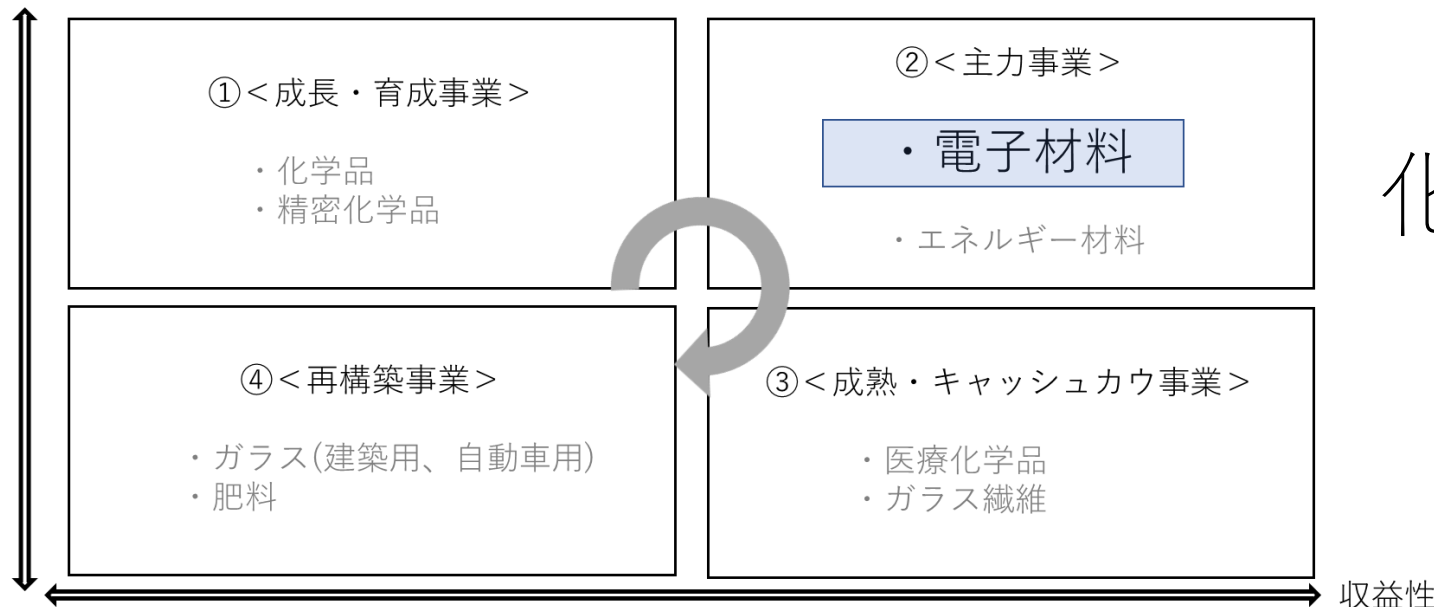 ①<成長・育成事業>
・化学品
・精密化学品
②<主力事業>
・電子材料
・エネルギー材料
④<再構築事業>
・ガラス(建築用、自動車用)
・肥料
③<成熟・キャッシュカウ事業>
・医療化学品
・ガラス繊維
収益性